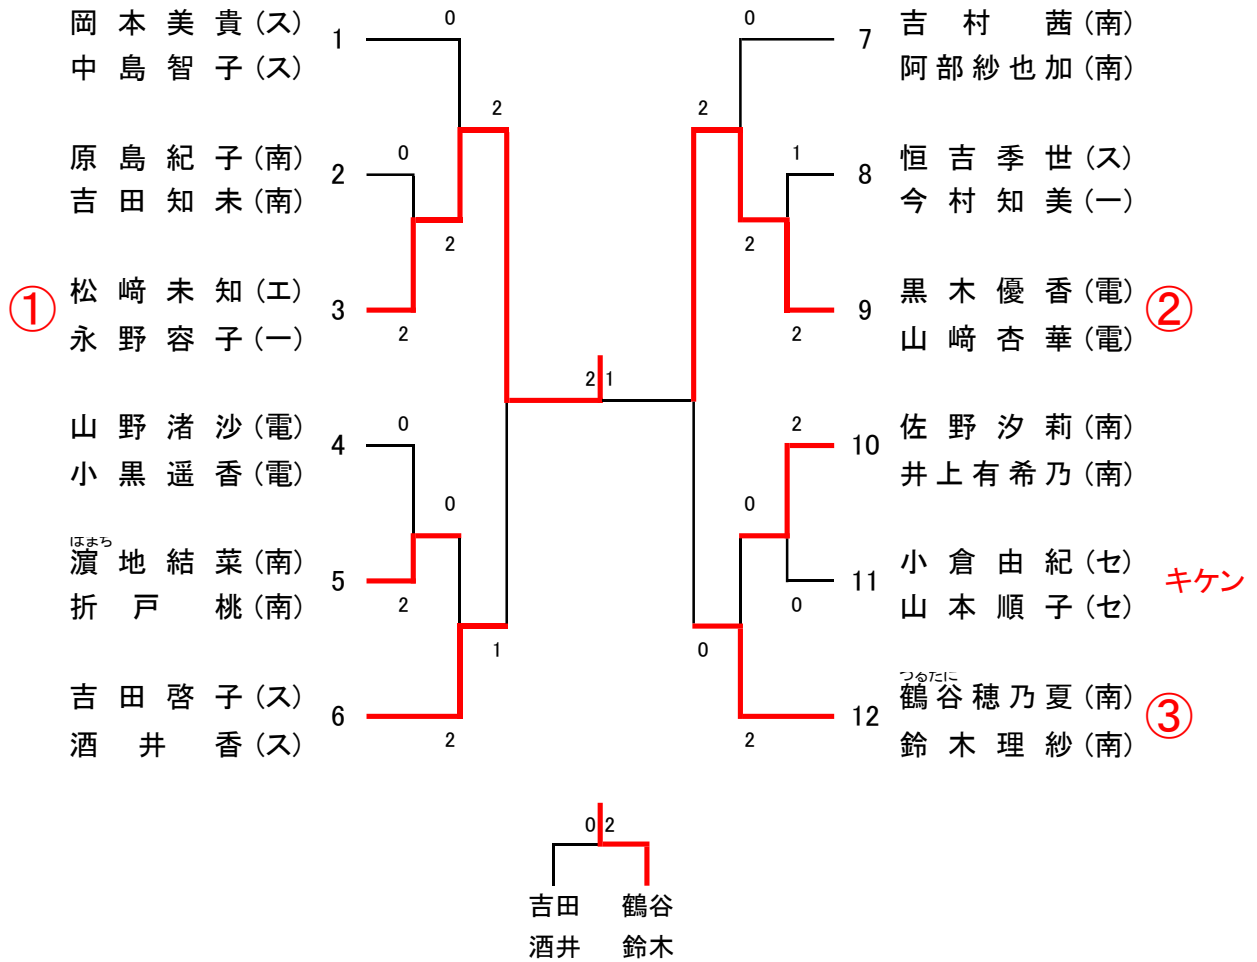 岡本美貴(ス)
1
中島智子(ス)
0
2
原島紀子(南)
2
吉田知未(南)
0
2
① 松﨑未知(エ)
3
永野容子(一)
2
山野渚沙(電)
4
小黒遥香(電)
0
0
ほまち
濵地結菜(南)
5
折戸桃(南)
2
1
吉田啓子(ス)
6
酒井香(ス)
2
2 1
吉村茜(南)
7
阿部紗也加(南)
0
2
恒吉季世(ス)
8
今村知美(一)
1
2
黒木優香(電)
9
山﨑杏華(電)
②
2
佐野汐莉(南)
10
井上有希乃(南)
2
0
小倉由紀(セ)
11
山本順子(セ)
キケン
0
0
つるたに
鶴谷穂乃夏(南)
12
鈴木理紗(南)
③
2
0 2
吉田 鶴谷
酒井 鈴木